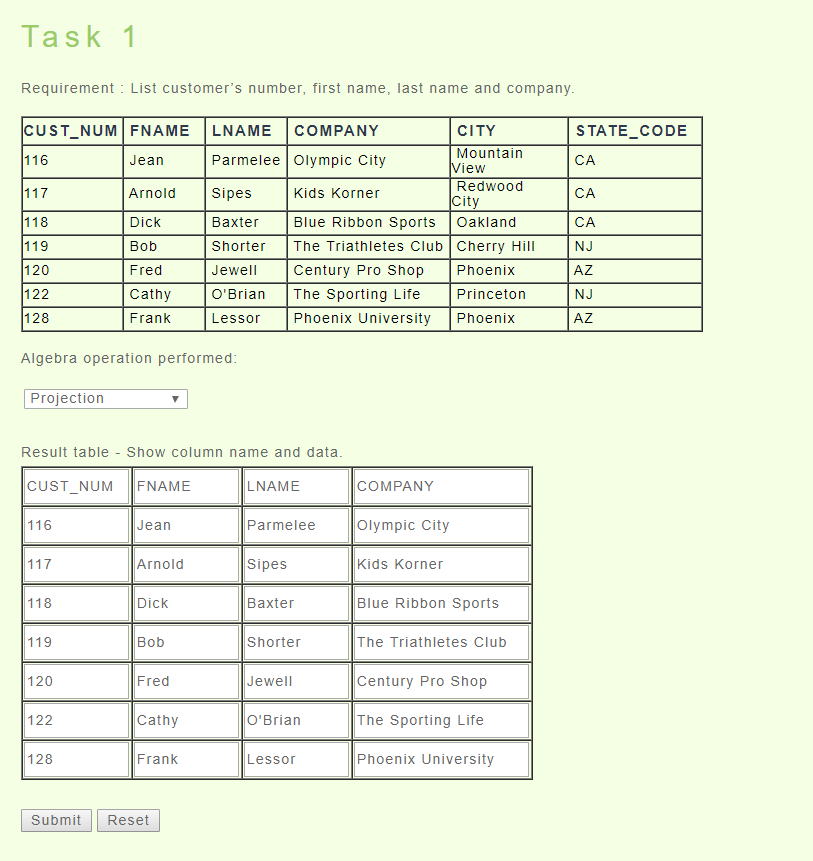 Task 1
Requirement : List customer's number, first name, last name and company.
CUST_NUM FNAME LNAME COMPANY CITY STATE_CODE
116 Jean Parmelee Olympic City Mountain View CA
117 Arnold Sipes Kids Korner Redwood City CA
118 Dick Baxter Blue Ribbon Sports Oakland CA
119 Bob Shorter The Triathletes Club Cherry Hill NJ
120 Fred Jewell Century Pro Shop Phoenix AZ
122 Cathy O'Brian The Sporting Life Princeton NJ
128 Frank Lessor Phoenix University Phoenix AZ
Algebra operation performed:
Projection ▼
Result table - Show column name and data.
CUST_NUM FNAME LNAME COMPANY
116 Jean Parmelee Olympic City
117 Arnold Sipes Kids Korner
118 Dick Baxter Blue Ribbon Sports
119 Bob Shorter The Triathletes Club
120 Fred Jewell Century Pro Shop
122 Cathy O'Brian The Sporting Life
128 Frank Lessor Phoenix University
Submit Reset